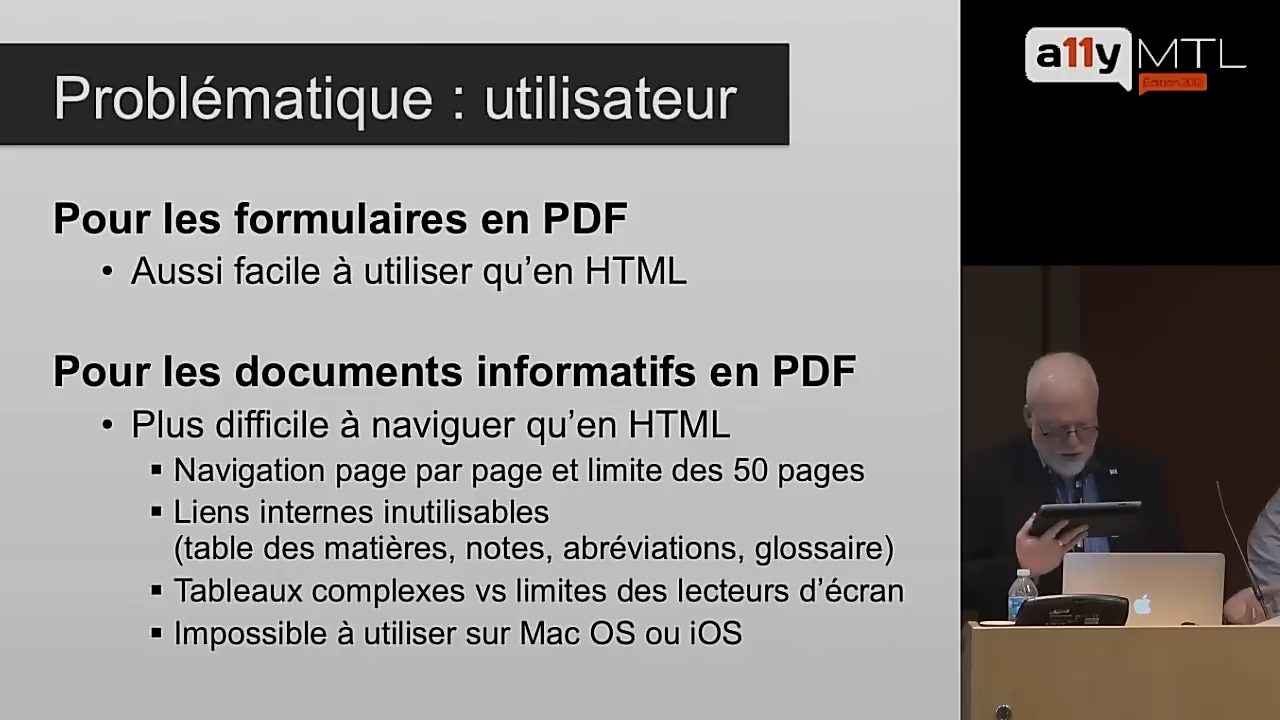 Problématique : utilisateur
Pour les formulaires en PDF
• Aussi facile à utiliser qu’en HTML
Pour les documents informatifs en PDF
• Plus difficile à naviguer qu’en HTML
▪ Navigation page par page et limite des 50 pages
▪ Liens internes inutilisables
(table des matières, notes, abréviations, glossaire)
▪ Tableaux complexes vs limites des lecteurs d’écran
▪ Impossible à utiliser sur Mac OS ou iOS
a11y MTL
Édition 2012